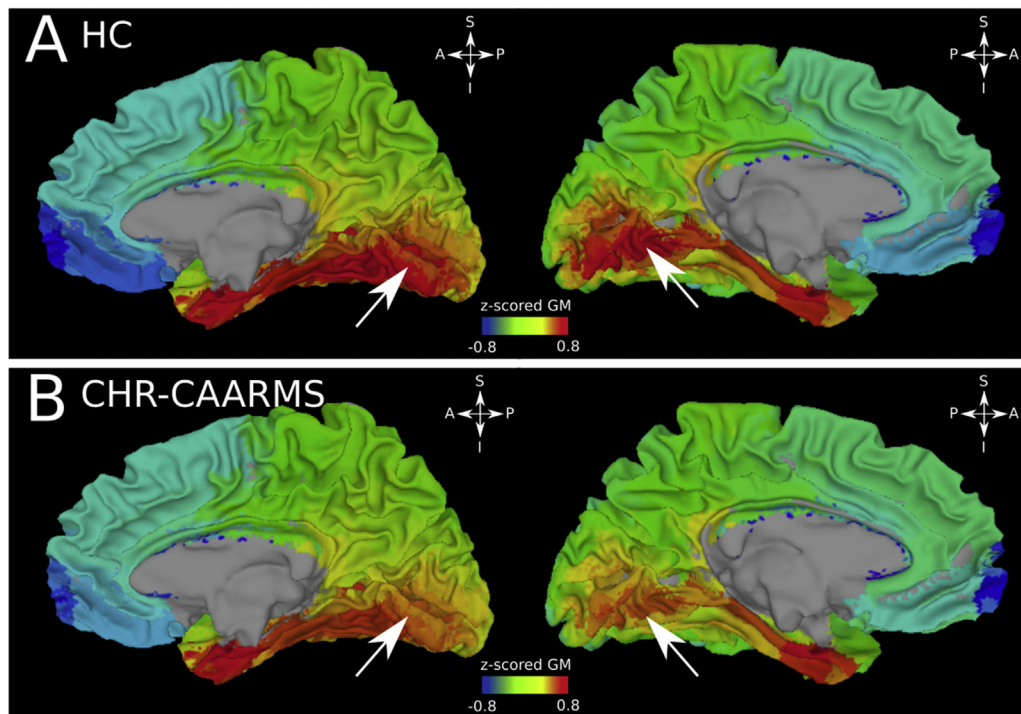 A HC
S
A P
I
S
P A
I
z-scored GM
-0.8 0.8
B CHR-CAARMS
S
A P
I
S
P A
I
z-scored GM
-0.8 0.8